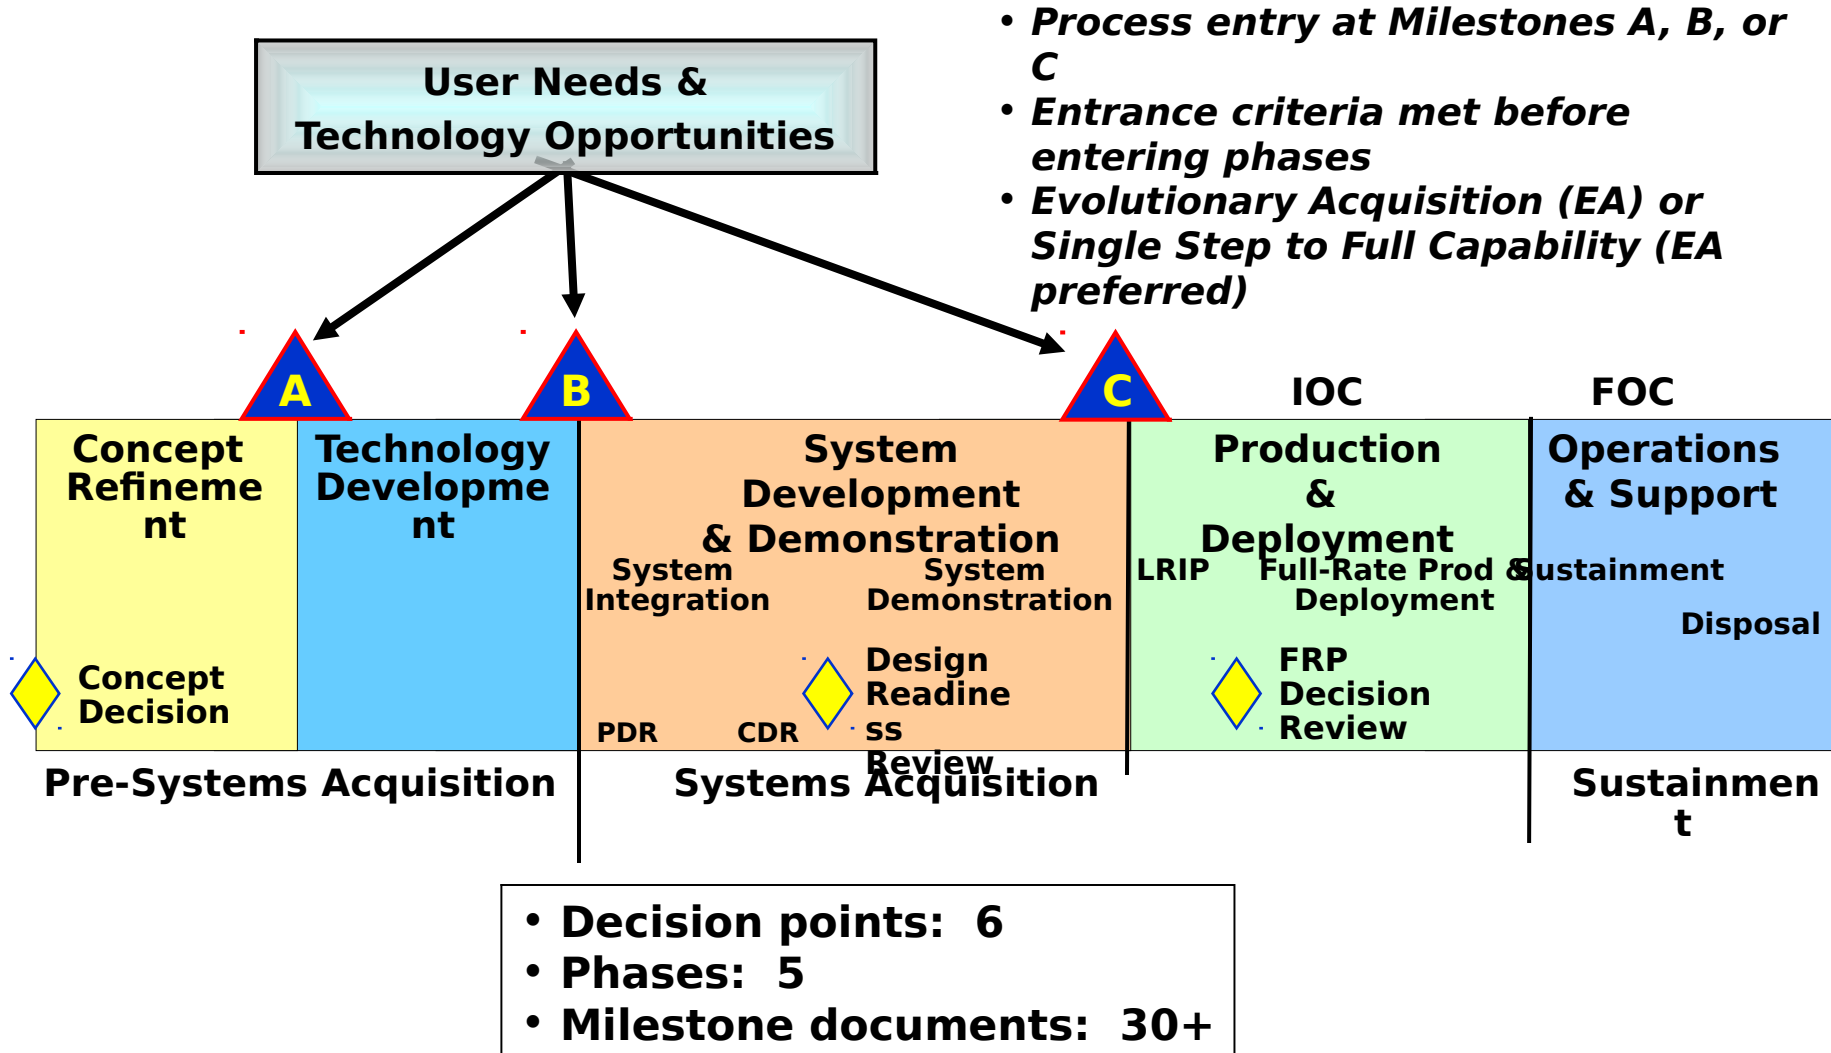 • Process entry at Milestones A, B, or
C
• Entrance criteria met before
entering phases
• Evolutionary Acquisition (EA) or
Single Step to Full Capability (EA
preferred)
User Needs &
Technology Opportunities
A
B
C
IOC
FOC
Concept
Refineme
nt
Technology
Developme
nt
System
Development
& Demonstration
Production
&
Deployment
Operations
& Support
System
Integration
System
Demonstration
LRIP
Full-Rate Prod &
Deployment
Sustainment
Disposal
Concept
Decision
PDR
CDR
Design
Readine
ss
Review
FRP
Decision
Review
Pre-Systems Acquisition
Systems Acquisition
Sustainmen
t
• Decision points: 6
• Phases: 5
• Milestone documents: 30+